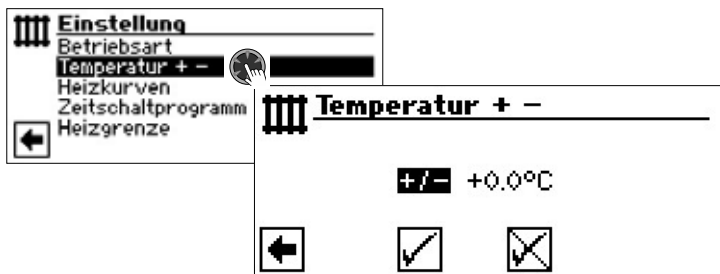 Einstellung
Betriebsart
Temperatur + -
Heizkurven
Zeitschaltprogramm
Heizgrenze
Temperatur + -
+/- +0.0°C